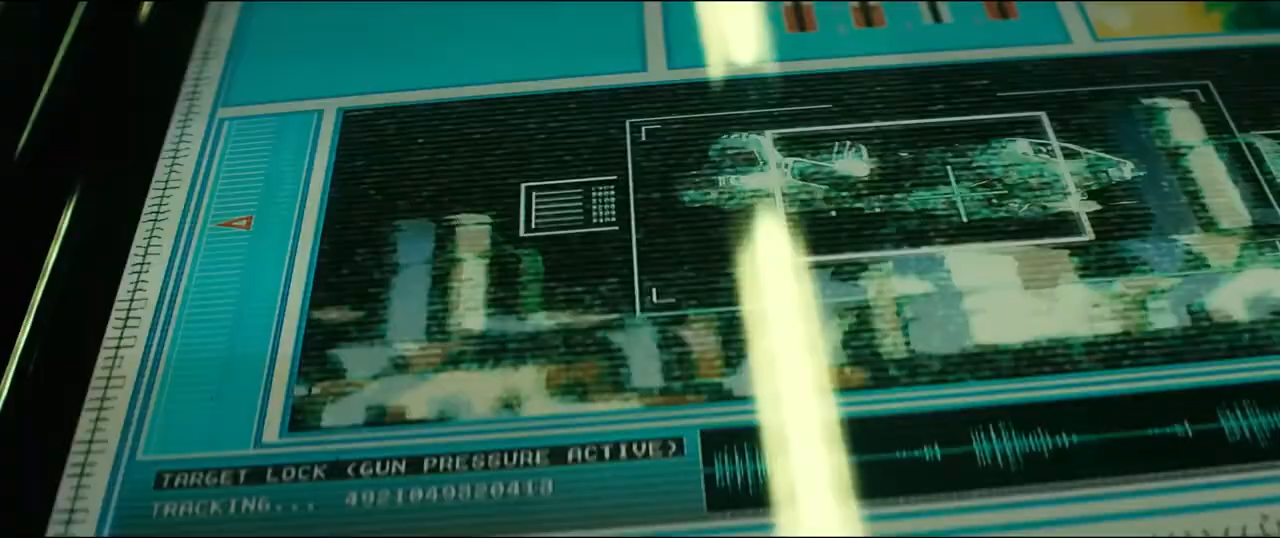 TARGET LOCK (GUN PRESSURE ACTIVE)
TRACKING... 4921049820418